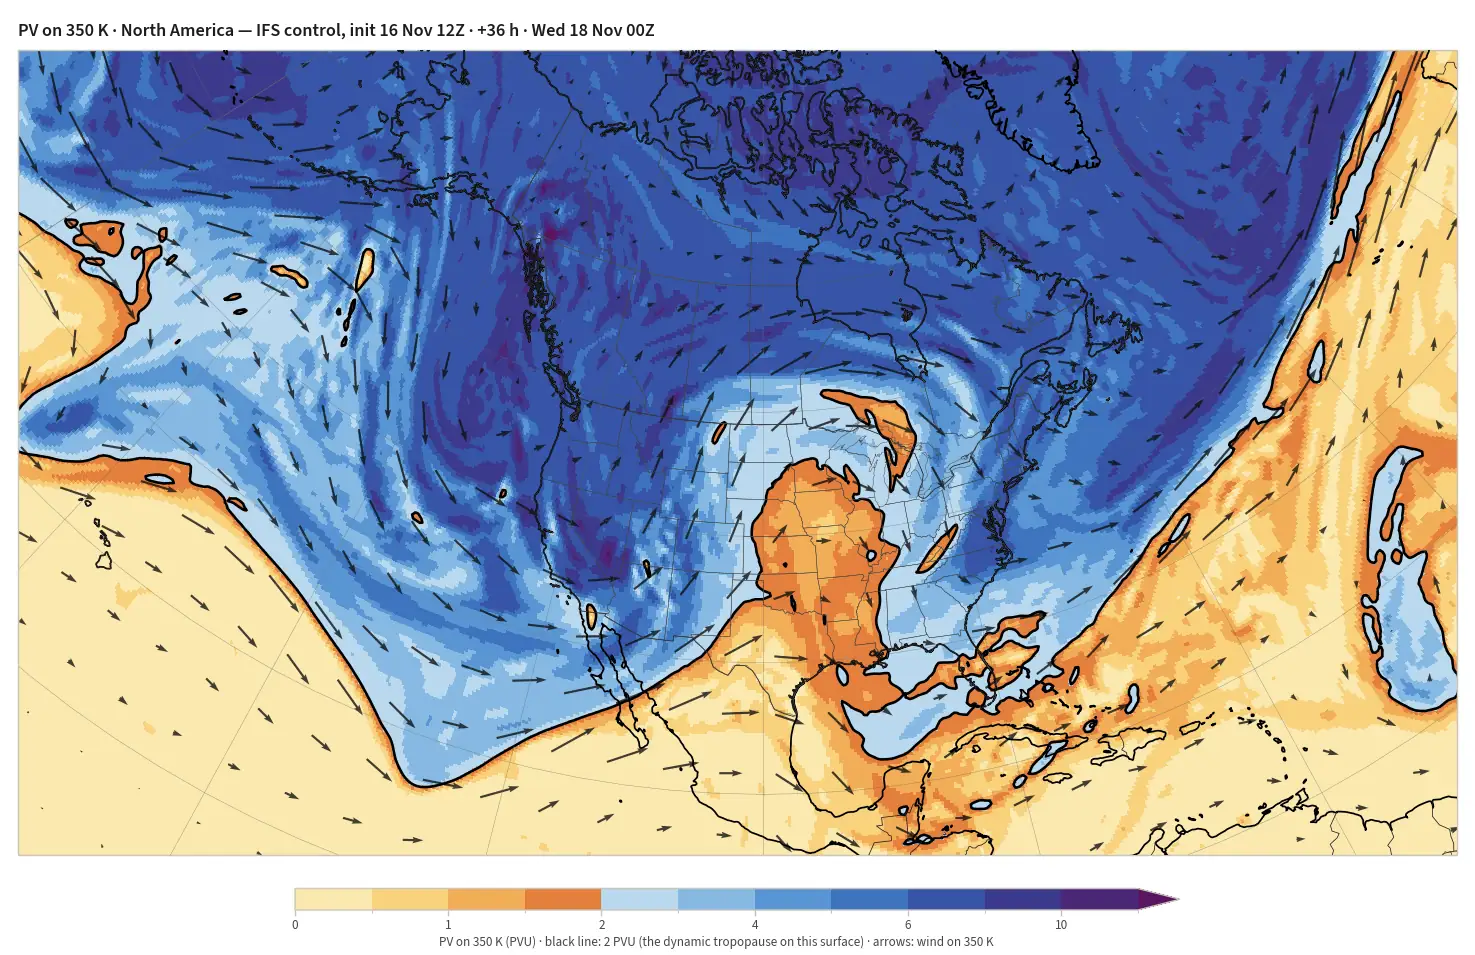 PV on 350 K · North America — IFS control, init 16 Nov 12Z · +36 h · Wed 18 Nov 00Z
0 1 2 4 6 10
PV on 350 K (PVU) · black line: 2 PVU (the dynamic tropopause on this surface) · arrows: wind on 350 K